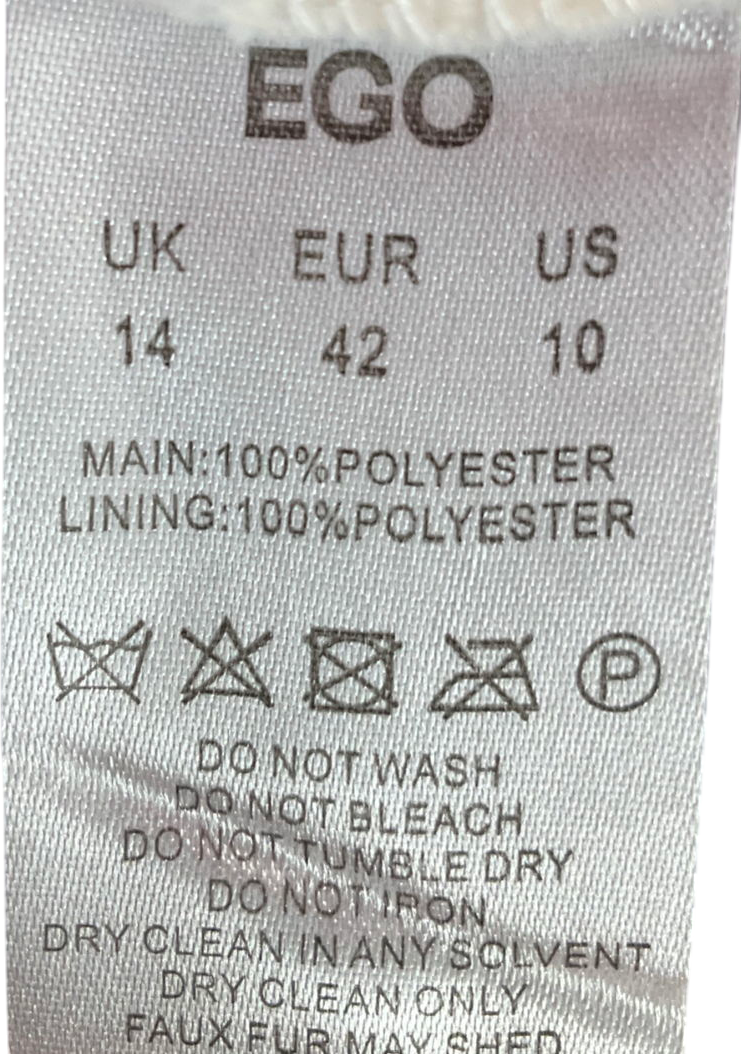 EGO
UK EUR US
14 42 10
MAIN:100%POLYESTER
LINING:100%POLYESTER
P
DO NOT WASH
DO NOT BLEACH
DO NOT TUMBLE DRY
DO NOT IRON
DRY CLEAN IN ANY SOLVENT
DRY CLEAN ONLY
FAUX FUR MAY SHED